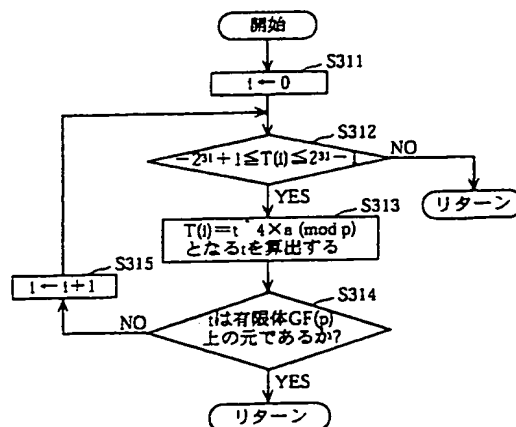 開始
S311
i ← 0
S312
−2³¹+1≦T(i)≦2³¹−1
NO
リターン
YES
S313
T(i)=t^4×a (mod p)
となるtを算出する
S315
i ← i+1
S314
NO
tは有限体GF(p)
上の元であるか?
YES
リターン